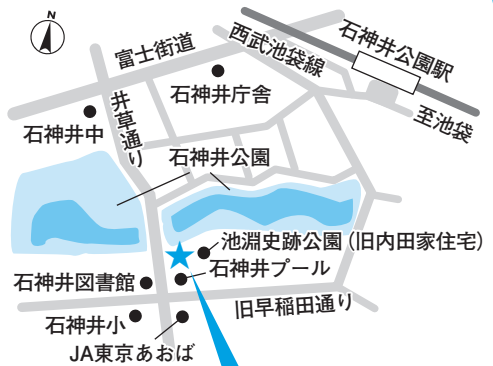 N
富士街道
西武池袋線
石神井公園駅
石神井庁舎
至池袋
石神井中
井草通り
石神井公園
池淵史跡公園(旧内田家住宅)
石神井プール
石神井図書館
旧早稲田通り
石神井小
JA東京あおば